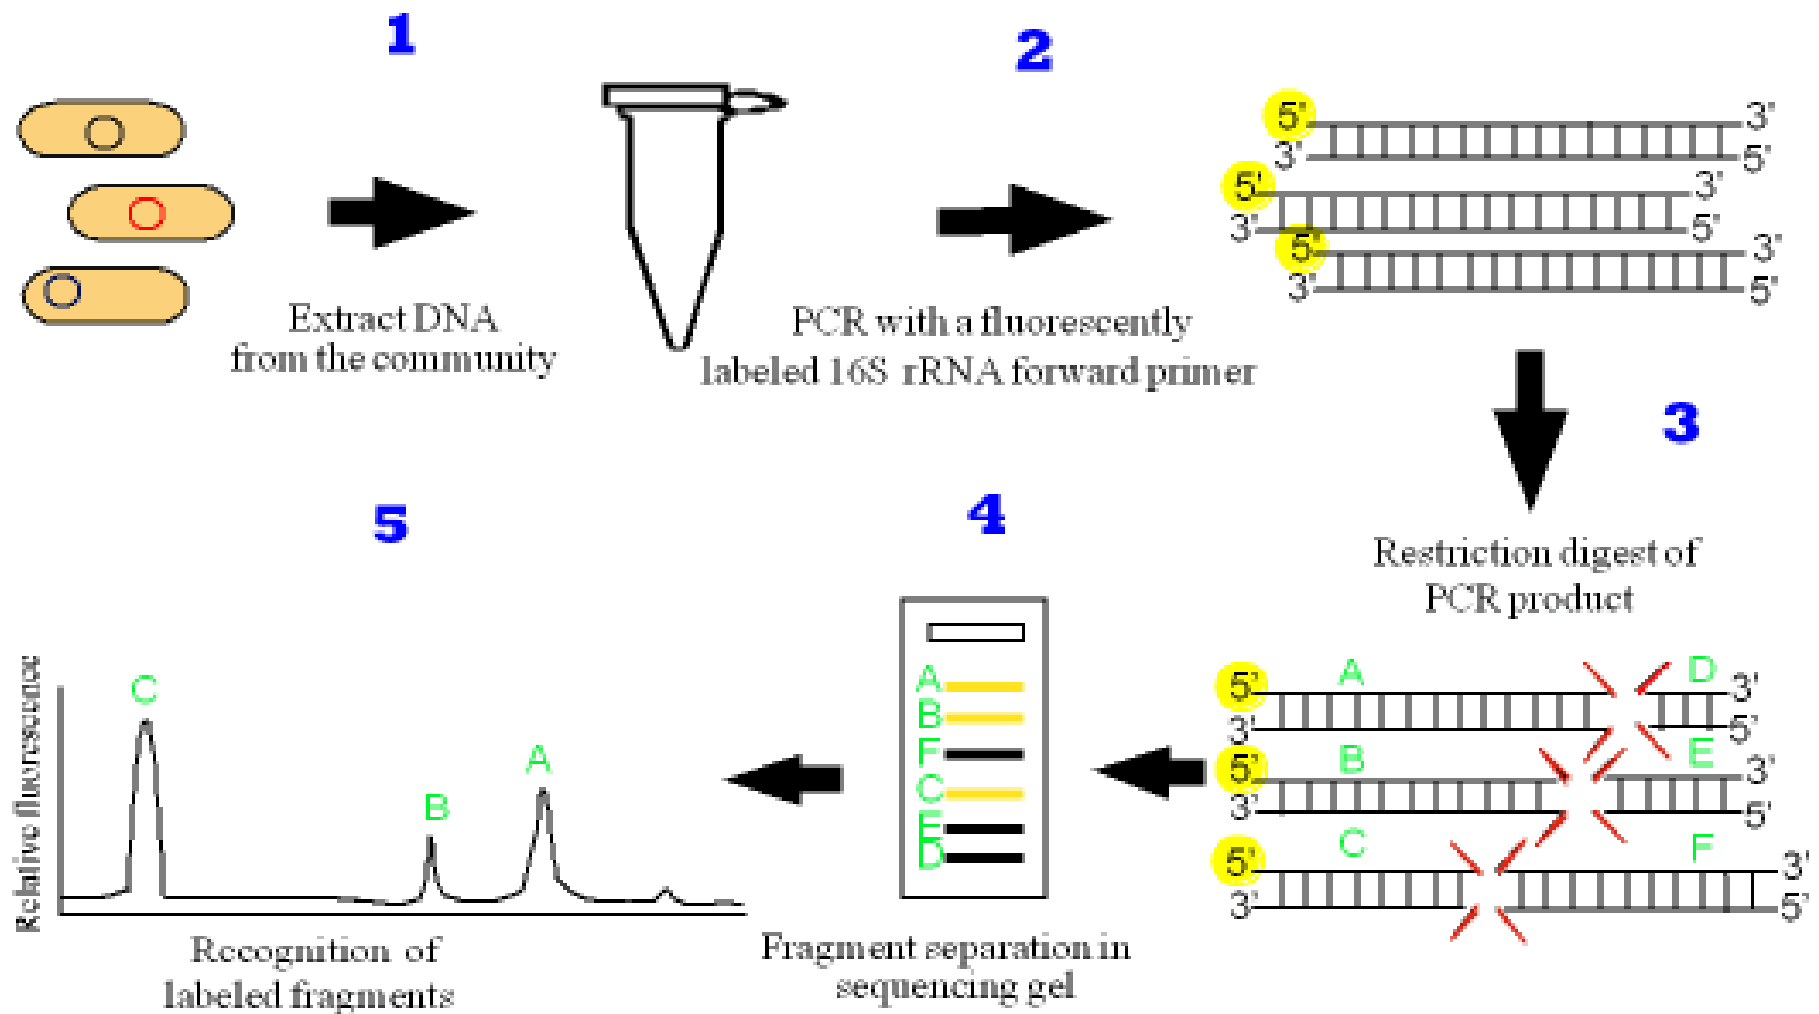 1
2
Extract DNA
from the community
PCR with a fluorescently
labeled 16S rRNA forward primer
5' 3'
3' 5'
5' 3'
3' 5'
5' 3'
3' 5'
3
Restriction digest of
PCR product
5' A D 3'
3' 5'
5' B E 3'
3' 5'
5' C F 3'
3' 5'
4
A
B
F
C
E
D
Fragment separation in
sequencing gel
5
Relative fluorescence
C
B
A
Recognition of
labeled fragments